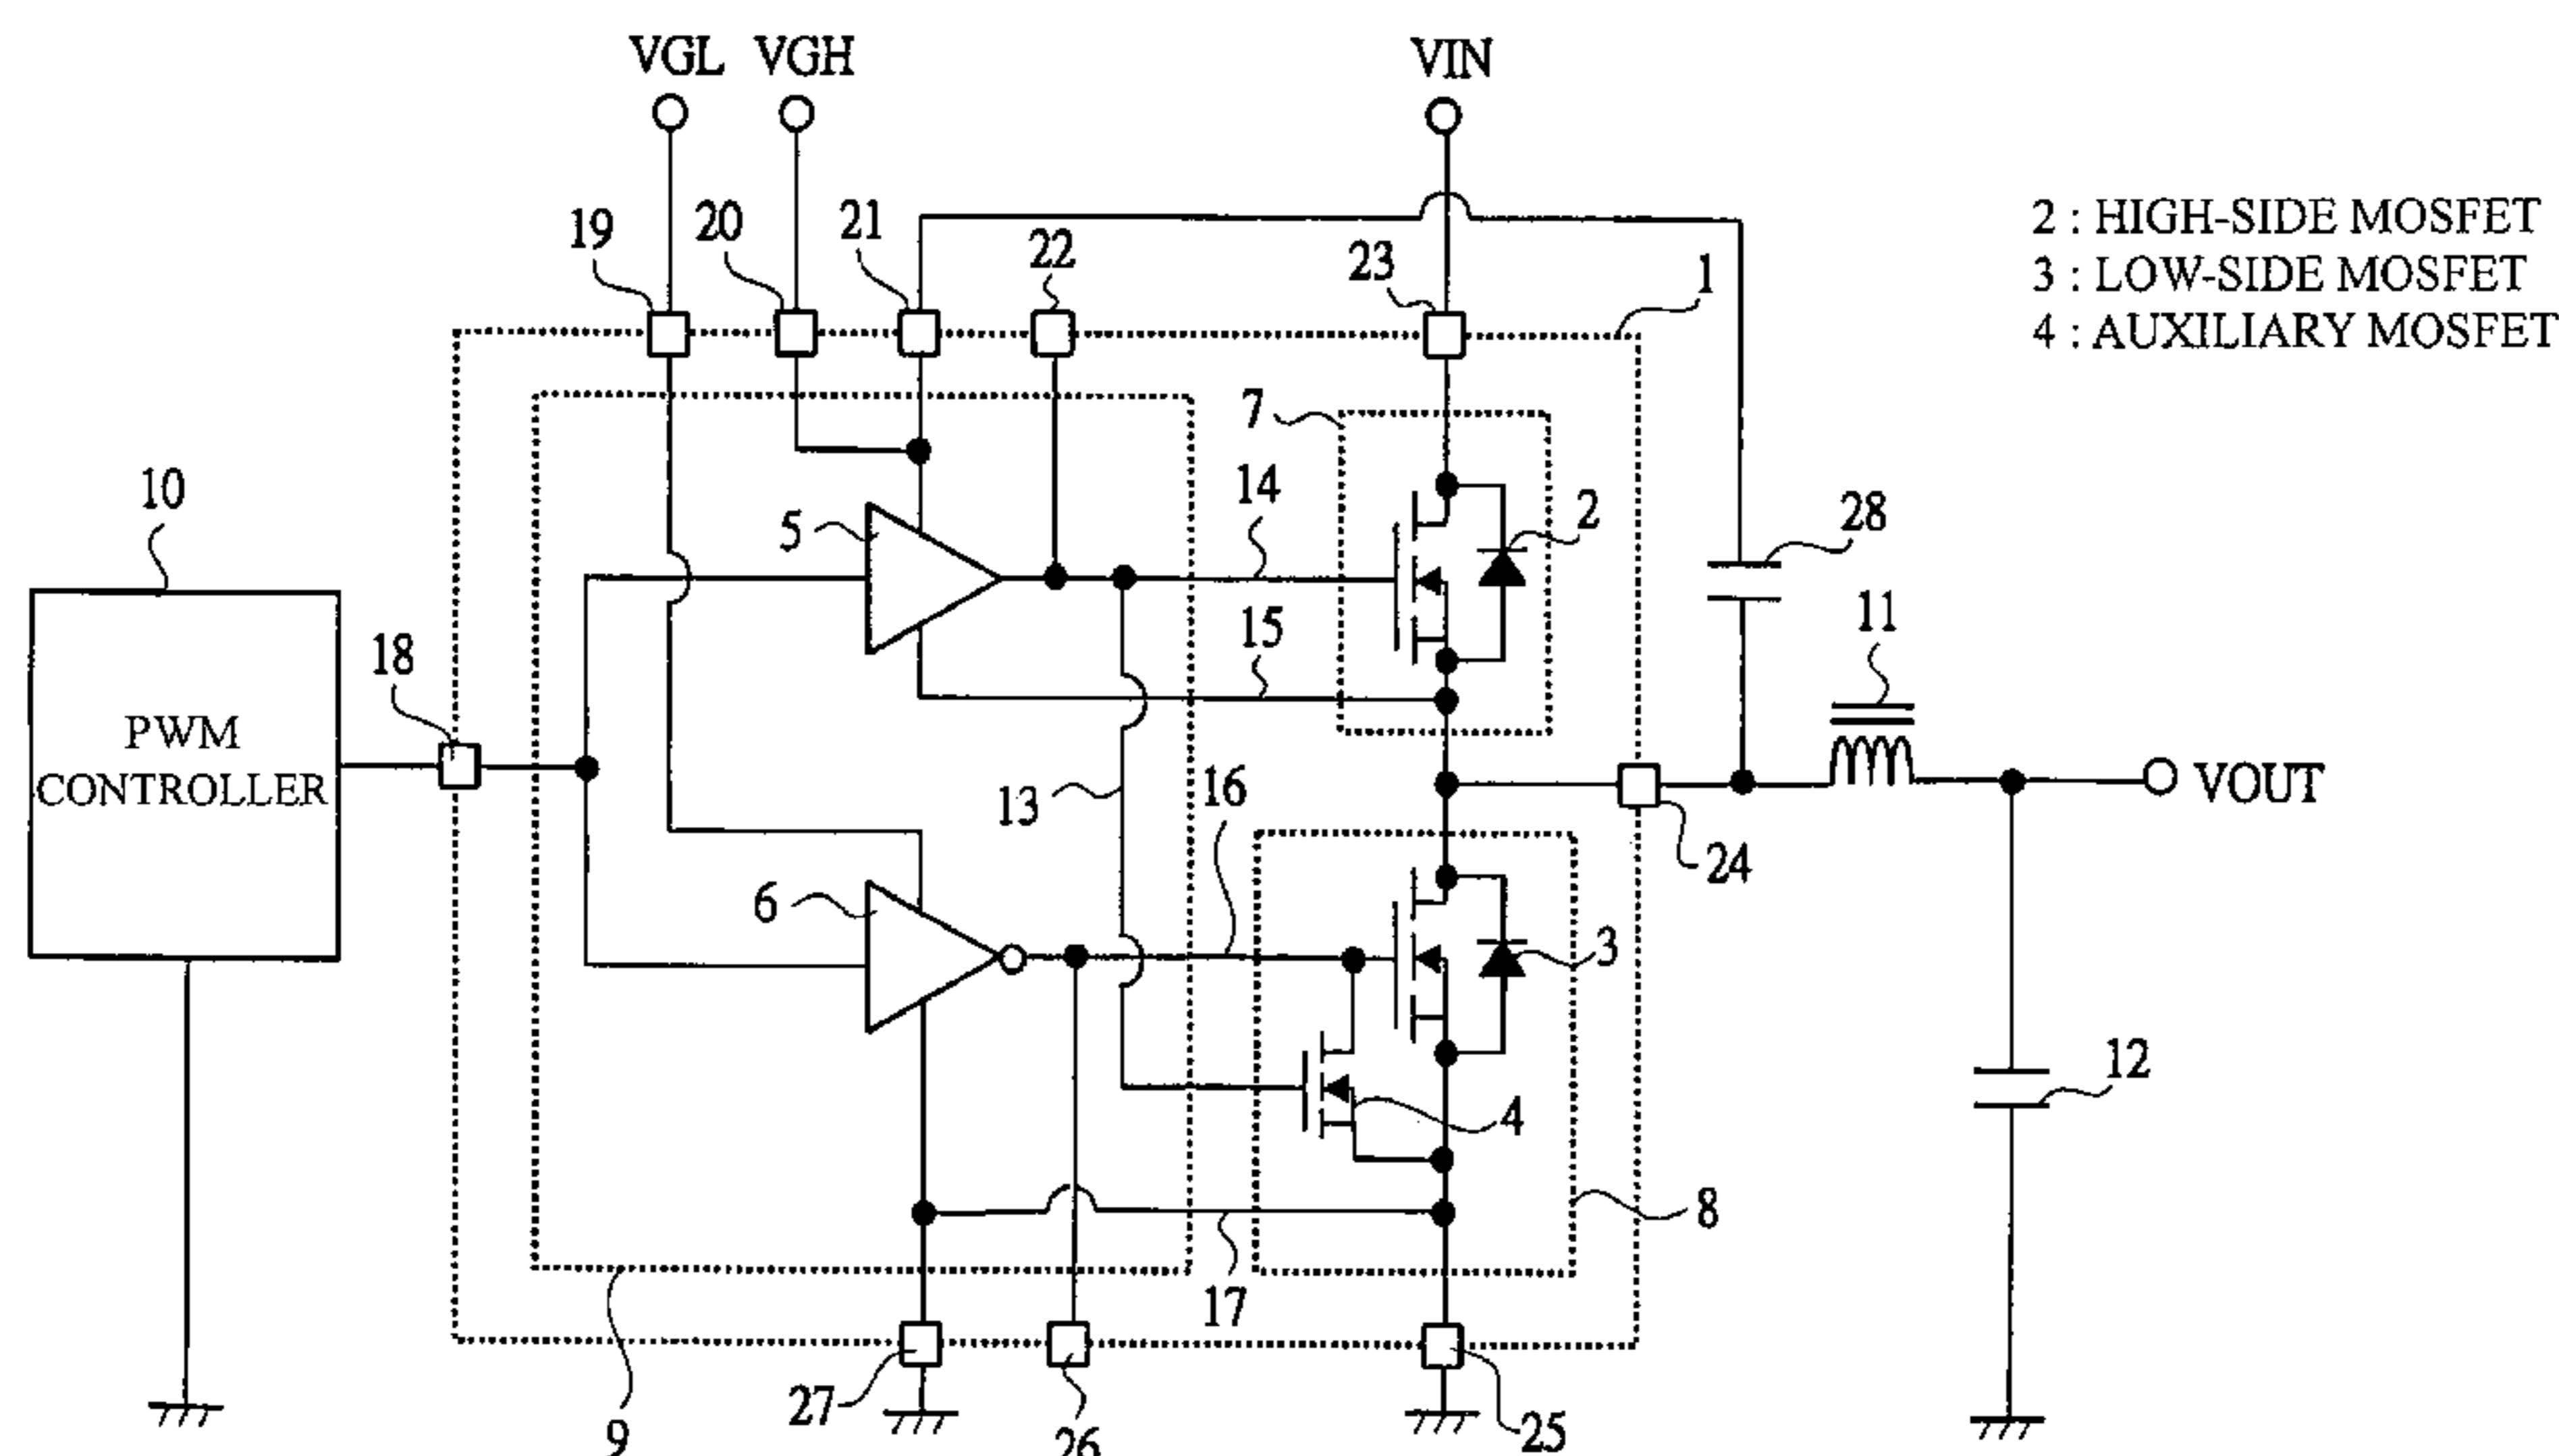 VGL VGH VIN
2 : HIGH-SIDE MOSFET
3 : LOW-SIDE MOSFET
4 : AUXILIARY MOSFET
19 20 21 22 23 1
7
10 5 14 2 28
15 11
18
PWM
CONTROLLER
13 16
24
VOUT
6 3
4 12
8
17
27 26 25
9